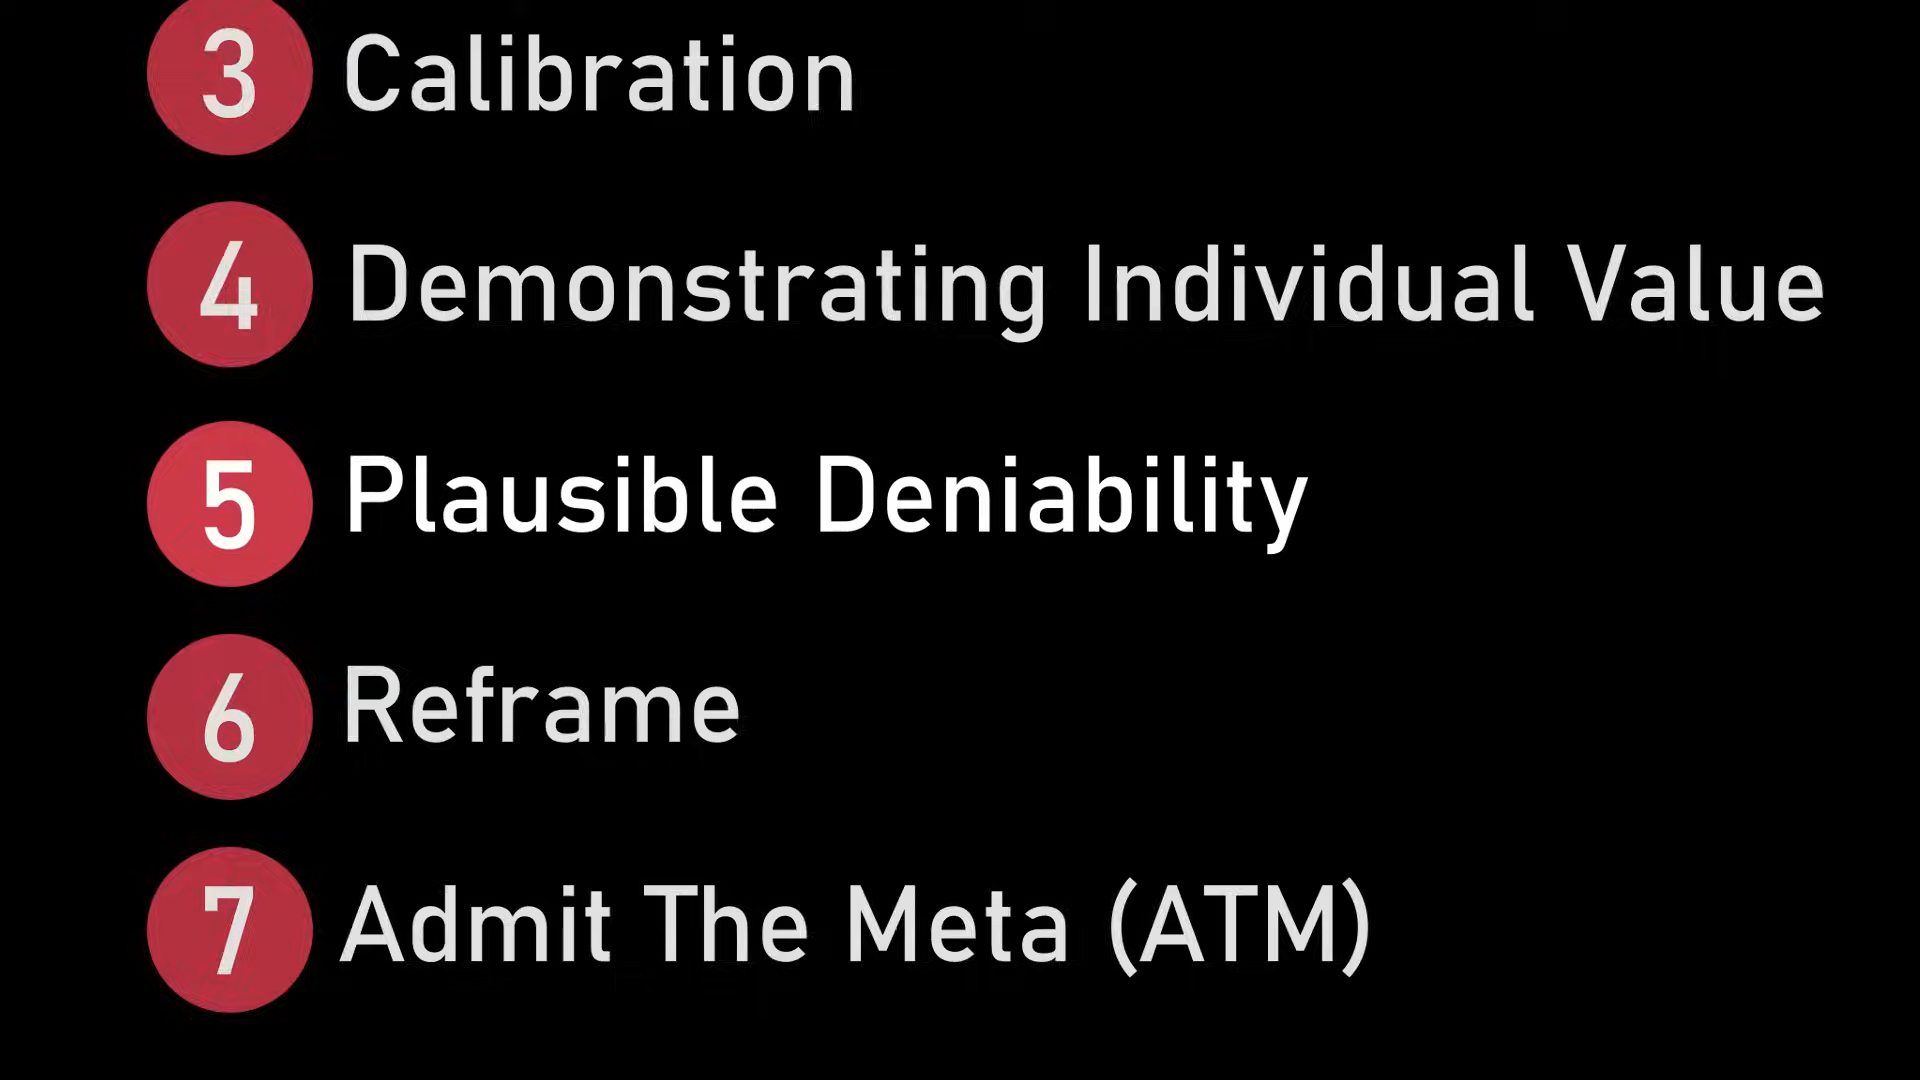 3 Calibration
4 Demonstrating Individual Value
5 Plausible Deniability
6 Reframe
7 Admit The Meta (ATM)